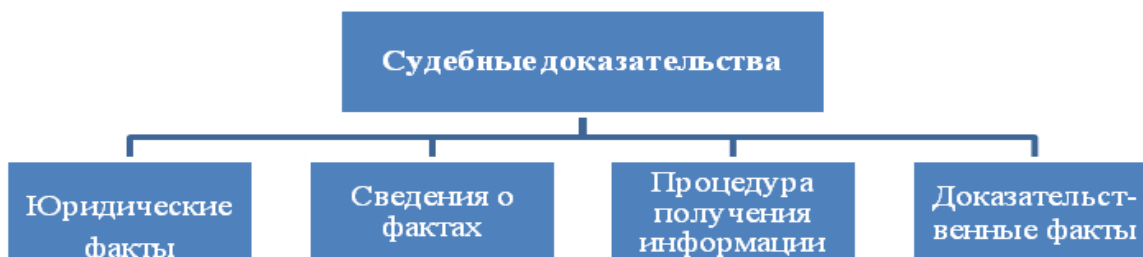 Судебные доказательства
Юридические
факты
Сведения о
фактах
Процедура
получения
информации
Доказательст-
венные факты